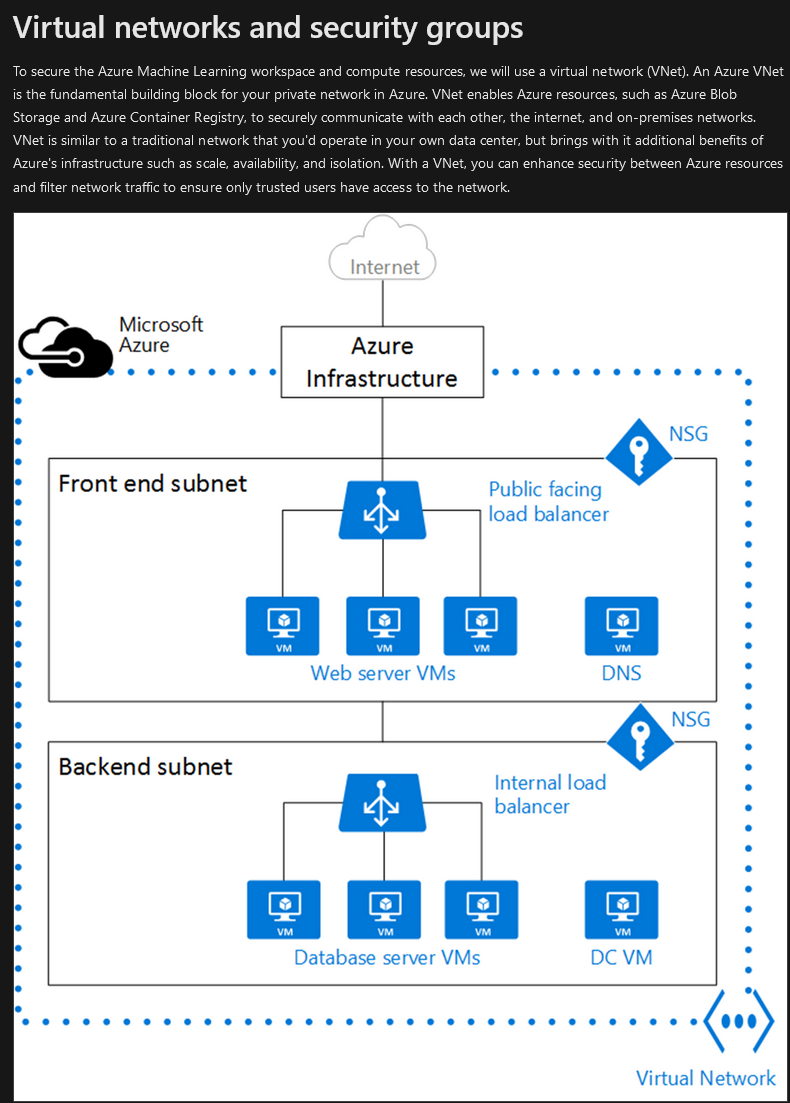 Virtual networks and security groups
To secure the Azure Machine Learning workspace and compute resources, we will use a virtual network (VNet). An Azure VNet
is the fundamental building block for your private network in Azure. VNet enables Azure resources, such as Azure Blob
Storage and Azure Container Registry, to securely communicate with each other, the internet, and on-premises networks.
VNet is similar to a traditional network that you'd operate in your own data center, but brings with it additional benefits of
Azure's infrastructure such as scale, availability, and isolation. With a VNet, you can enhance security between Azure resources
and filter network traffic to ensure only trusted users have access to the network.
Internet
Microsoft
Azure
Azure
Infrastructure
NSG
Front end subnet
Public facing
load balancer
VM
VM
VM
VM
Web server VMs
DNS
NSG
Backend subnet
Internal load
balancer
VM
VM
VM
VM
Database server VMs
DC VM
Virtual Network